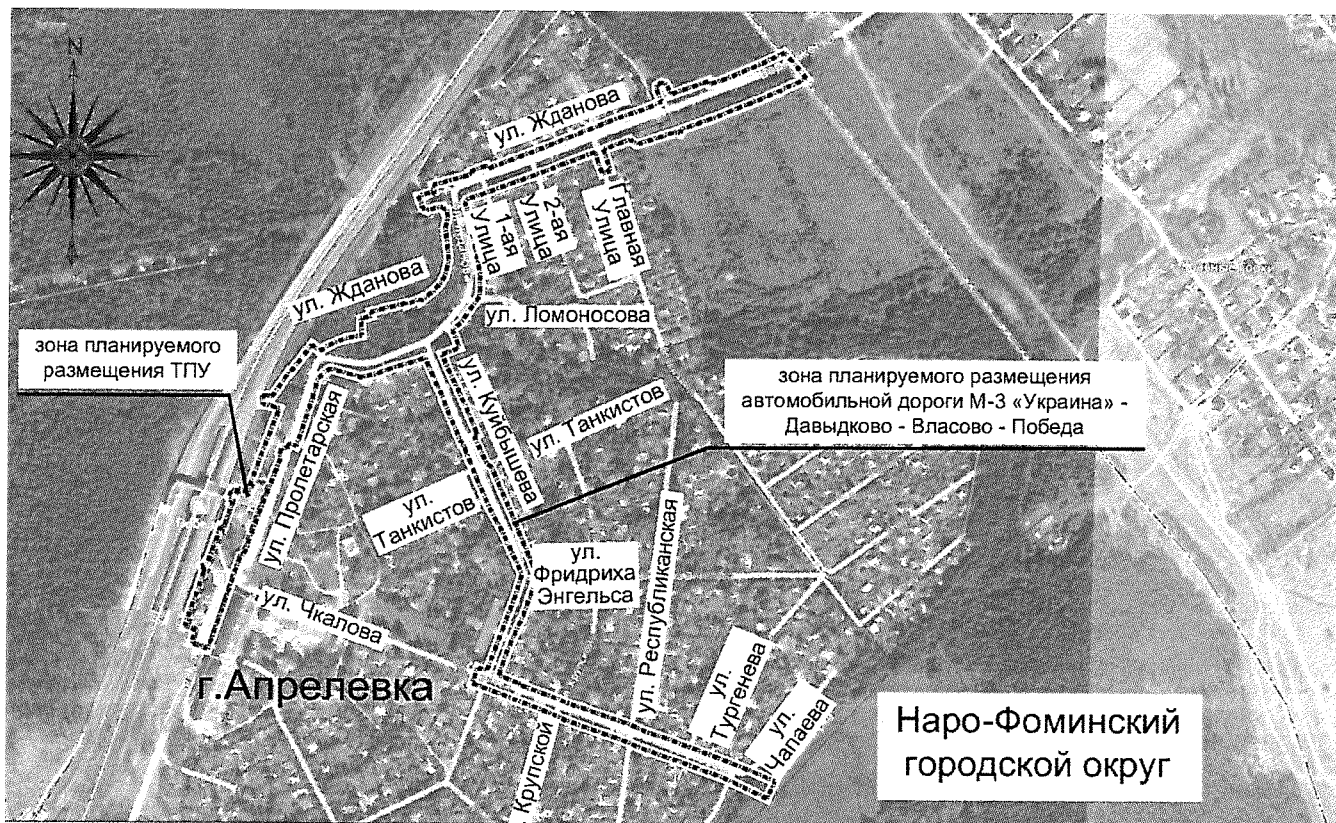 N
ул. Жданова
1-ая
Улица
2-ая
Улица
Главная
Улица
ул. Жданова
ул. Ломоносова
зона планируемого
размещения ТПУ
зона планируемого размещения
автомобильной дороги М-3 «Украина» -
Давыдково - Власово - Победа
ул. Куйбышева
ул. Танкистов
ул. Пролетарская
ул.
Танкистов
ул.
Фридриха
Энгельса
ул. Республиканская
ул. Чкалова
г.Апрелевка
ул.
Тургенева
ул.
Чапаева
Крупской
Наро-Фоминский
городской округ